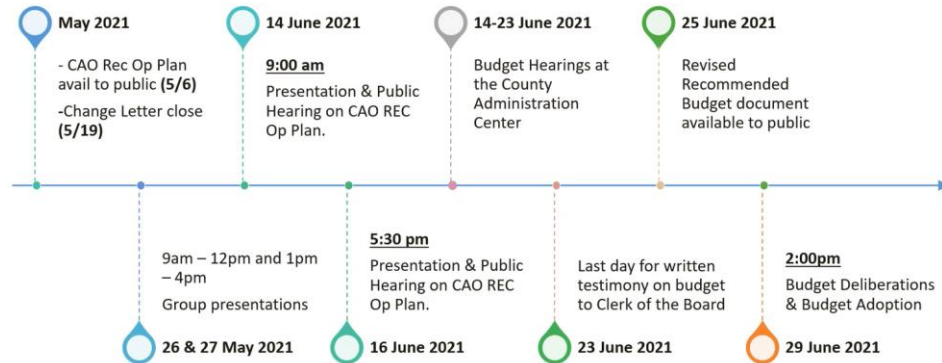 May 2021
- CAO Rec Op Plan
avail to public (5/6)
-Change Letter close
(5/19)
14 June 2021
9:00 am
Presentation & Public
Hearing on CAO REC
Op Plan.
14-23 June 2021
Budget Hearings at
the County
Administration
Center
25 June 2021
Revised
Recommended
Budget document
available to public
9am – 12pm and 1pm
– 4pm
Group presentations
26 & 27 May 2021
5:30 pm
Presentation & Public
Hearing on CAO REC
Op Plan.
16 June 2021
Last day for written
testimony on budget
to Clerk of the Board
23 June 2021
2:00pm
Budget Deliberations
& Budget Adoption
29 June 2021